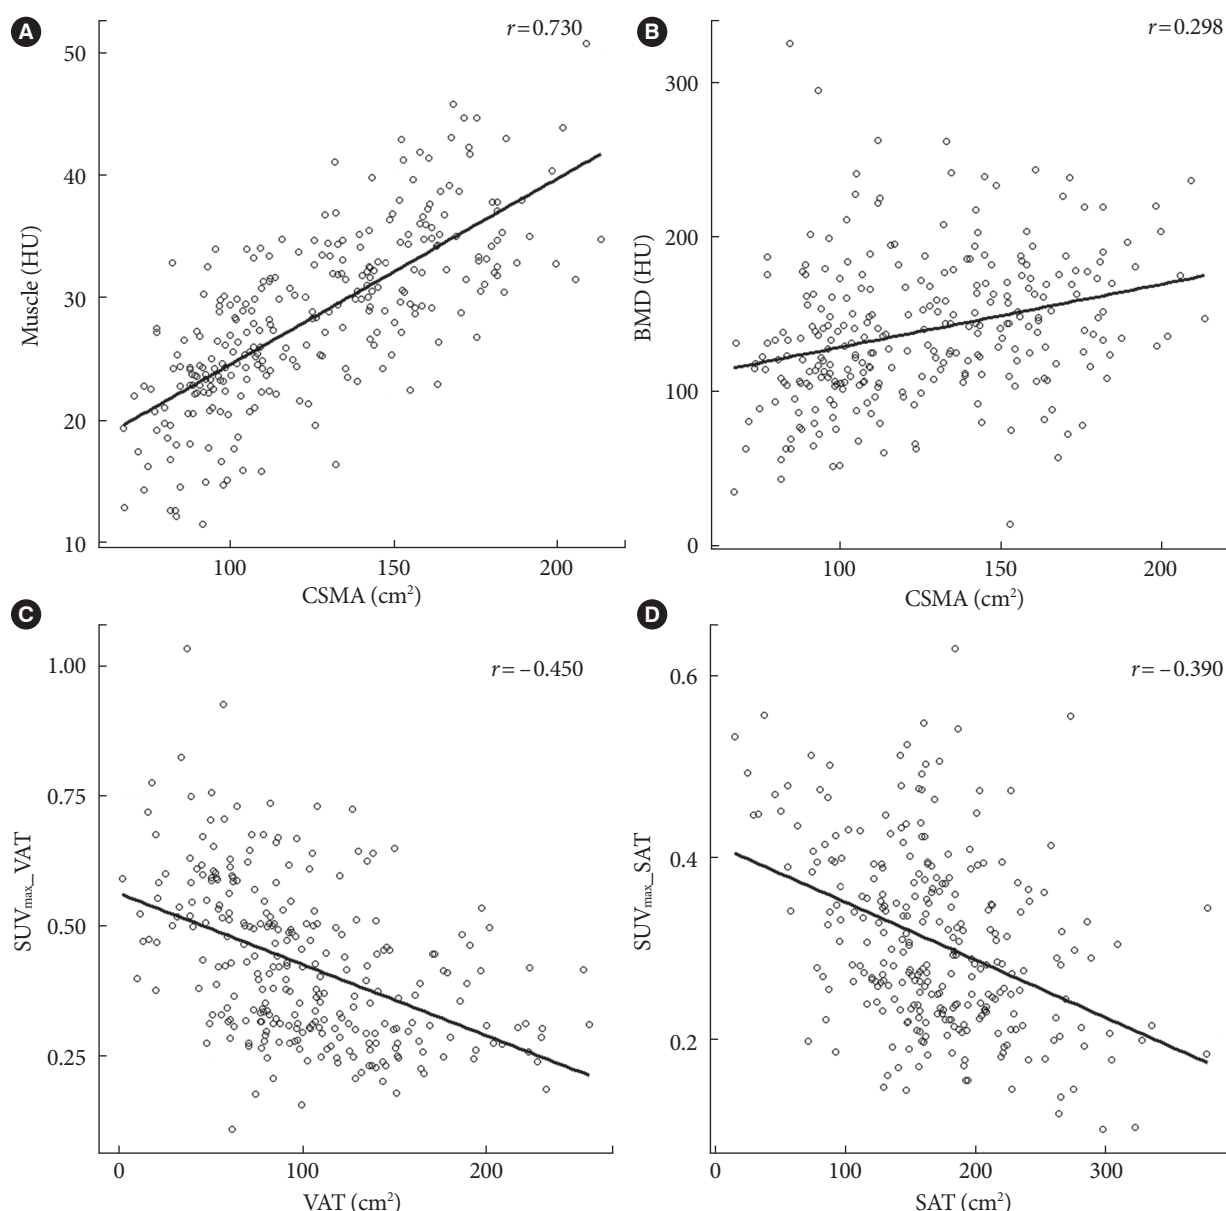 A
r=0.730
50
40
30
20
10
Muscle (HU)
100
150
200
CSMA (cm²)
B
r=0.298
300
200
100
0
BMD (HU)
100
150
200
CSMA (cm²)
C
r=−0.450
1.00
0.75
0.50
0.25
SUVmax_VAT
0
100
200
VAT (cm²)
D
r=−0.390
0.6
0.4
0.2
SUVmax_SAT
0
100
200
300
SAT (cm²)